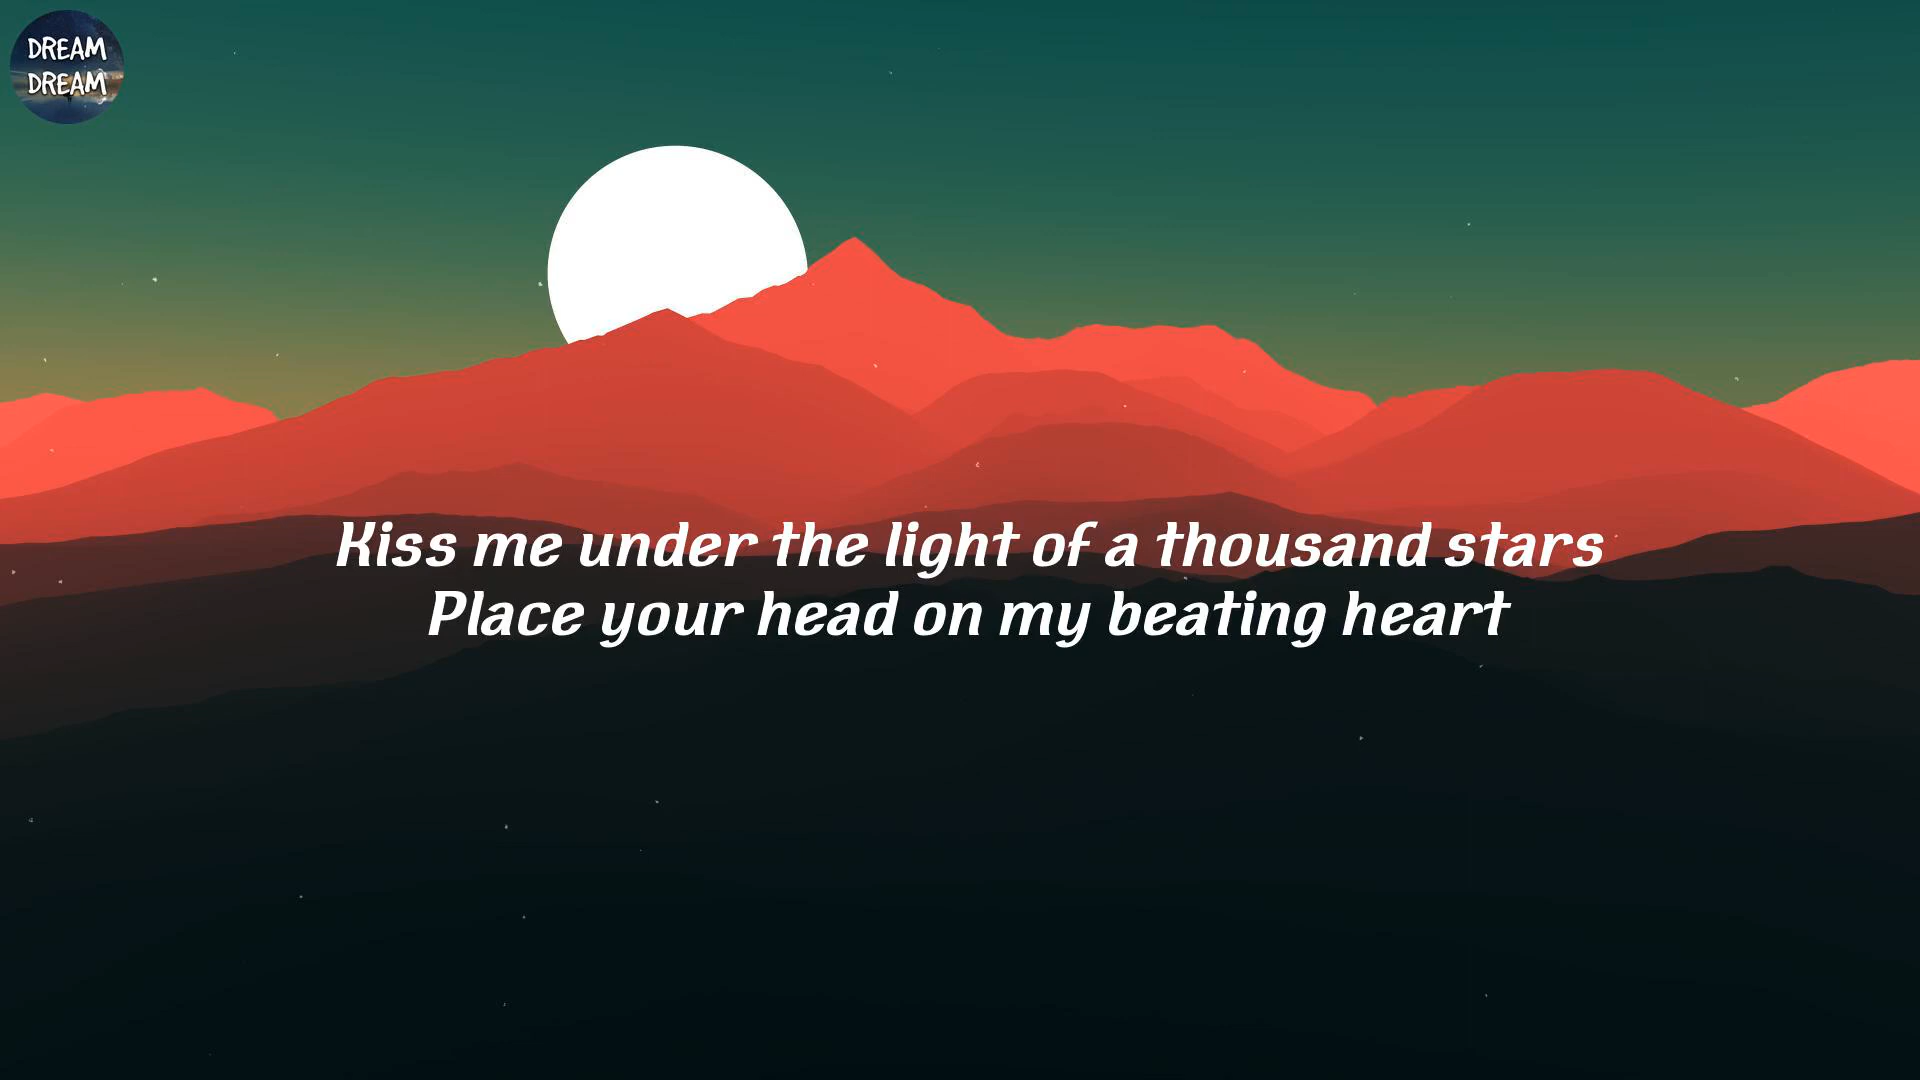 DREAM
DREAM
Kiss me under the light of a thousand stars
Place your head on my beating heart